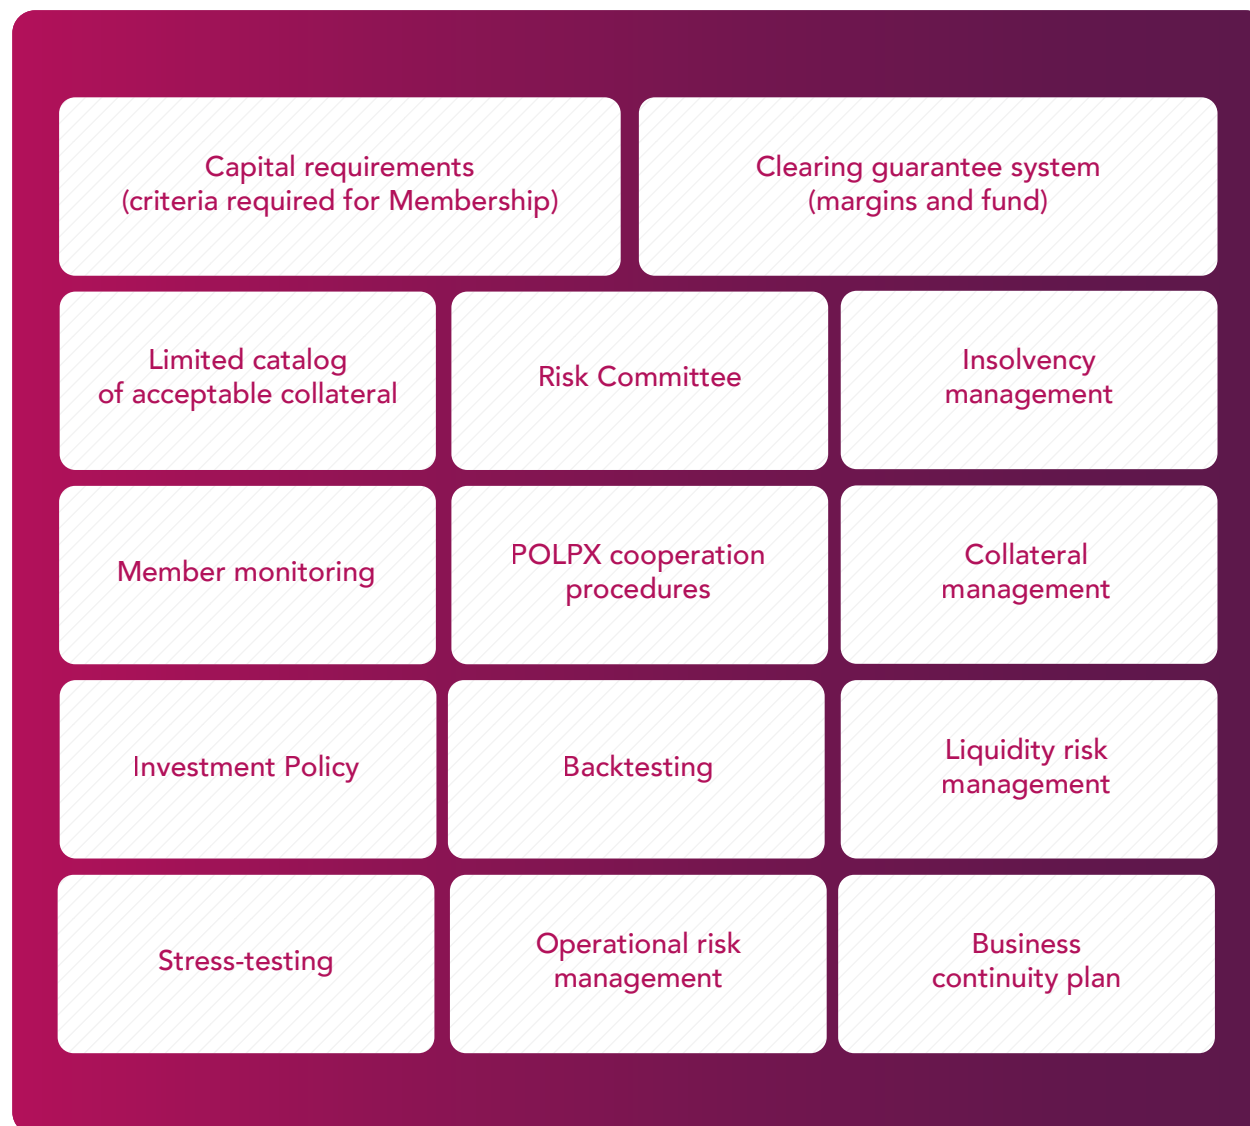 Capital requirements
(criteria required for Membership)
Clearing guarantee system
(margins and fund)
Limited catalog
of acceptable collateral
Risk Committee
Insolvency
management
Member monitoring
POLPX cooperation
procedures
Collateral
management
Investment Policy
Backtesting
Liquidity risk
management
Stress-testing
Operational risk
management
Business
continuity plan